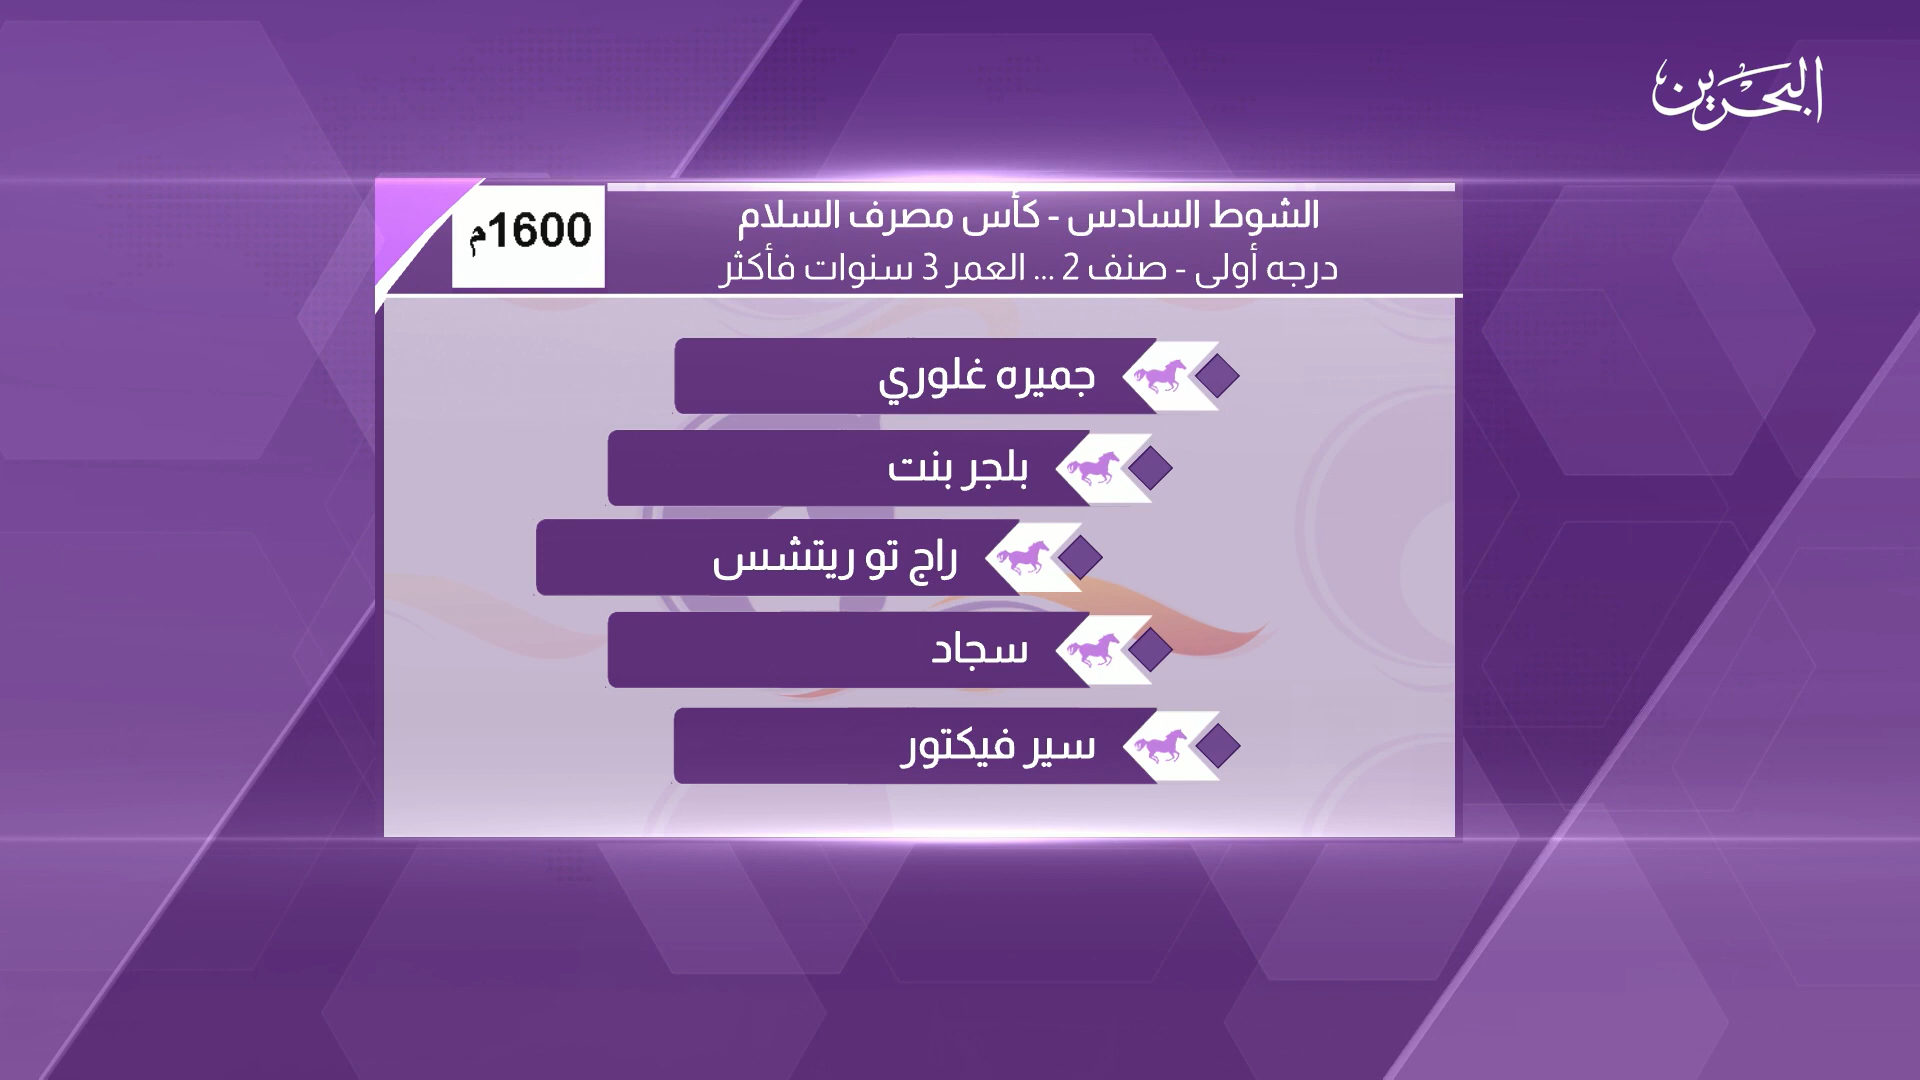 البحرين
الشوط السادس - كأس مصرف السلام
درجه أولى - صنف 2 ... العمر 3 سنوات فأكثر
1600م
جميره غلوري
بلجر بنت
راج تو ريتشس
سجاد
سير فيكتور